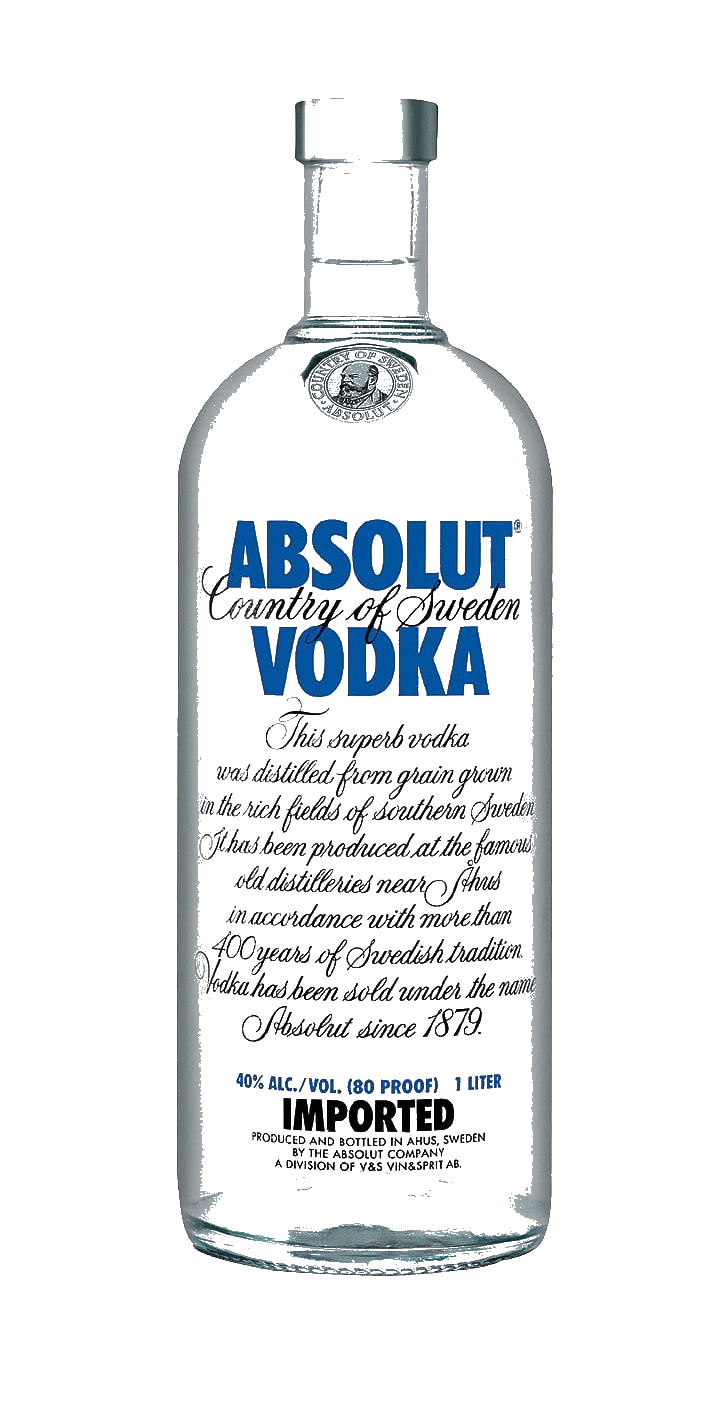 COUNTRY OF SWEDEN
· ABSOLUT ·
ABSOLUT®
Country of Sweden
VODKA
This superb vodka
was distilled from grain grown
in the rich fields of southern Sweden
It has been produced at the famous
old distilleries near Åhus
in accordance with more than
400 years of Swedish tradition.
Vodka has been sold under the name
Absolut since 1879.
40% ALC./VOL. (80 PROOF) 1 LITER
IMPORTED
PRODUCED AND BOTTLED IN AHUS, SWEDEN
BY THE ABSOLUT COMPANY
A DIVISION OF V&S VIN&SPRIT AB.